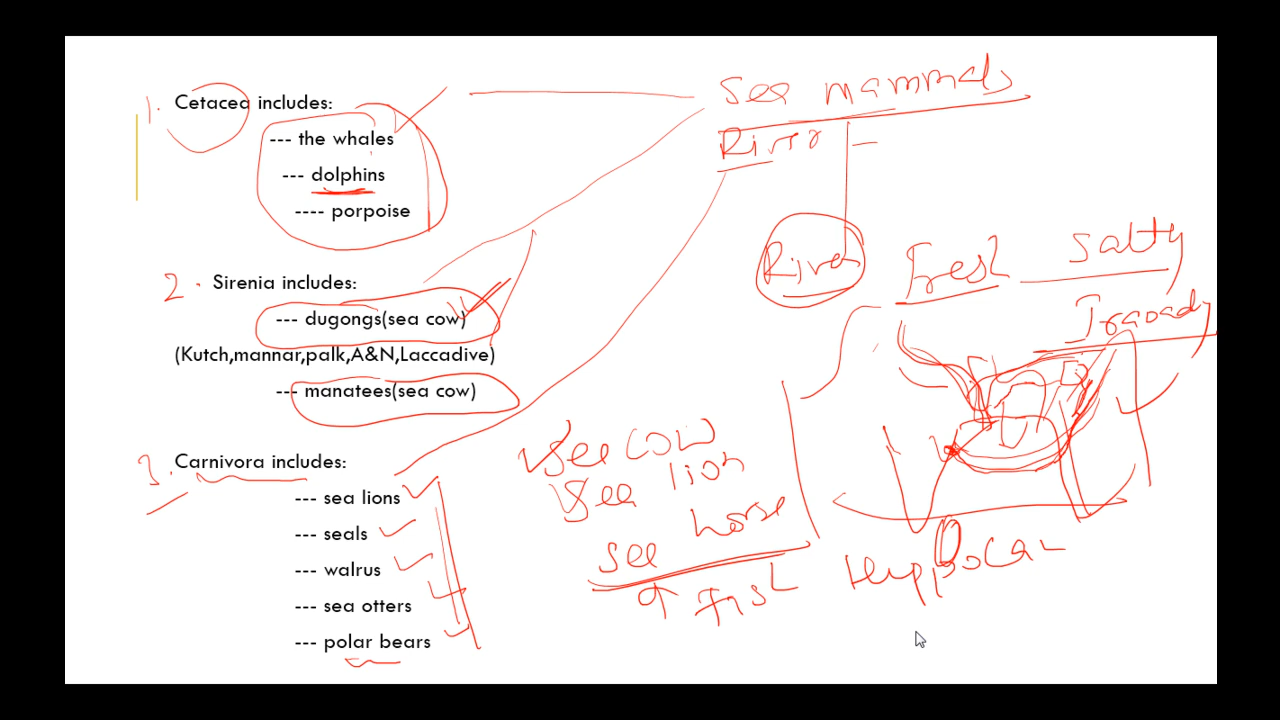 1. Cetacea includes:
--- the whales
--- dolphins
---- porpoise
2. Sirenia includes:
--- dugongs(sea cow)
(Kutch,mannar,palk,A&N,Laccadive)
--- manatees(sea cow)
3. Carnivora includes:
--- sea lions
--- seals
--- walrus
--- sea otters
--- polar bears
See mammals
River
River
Fresh
Salty
See cow
See lion
See horse
Fish